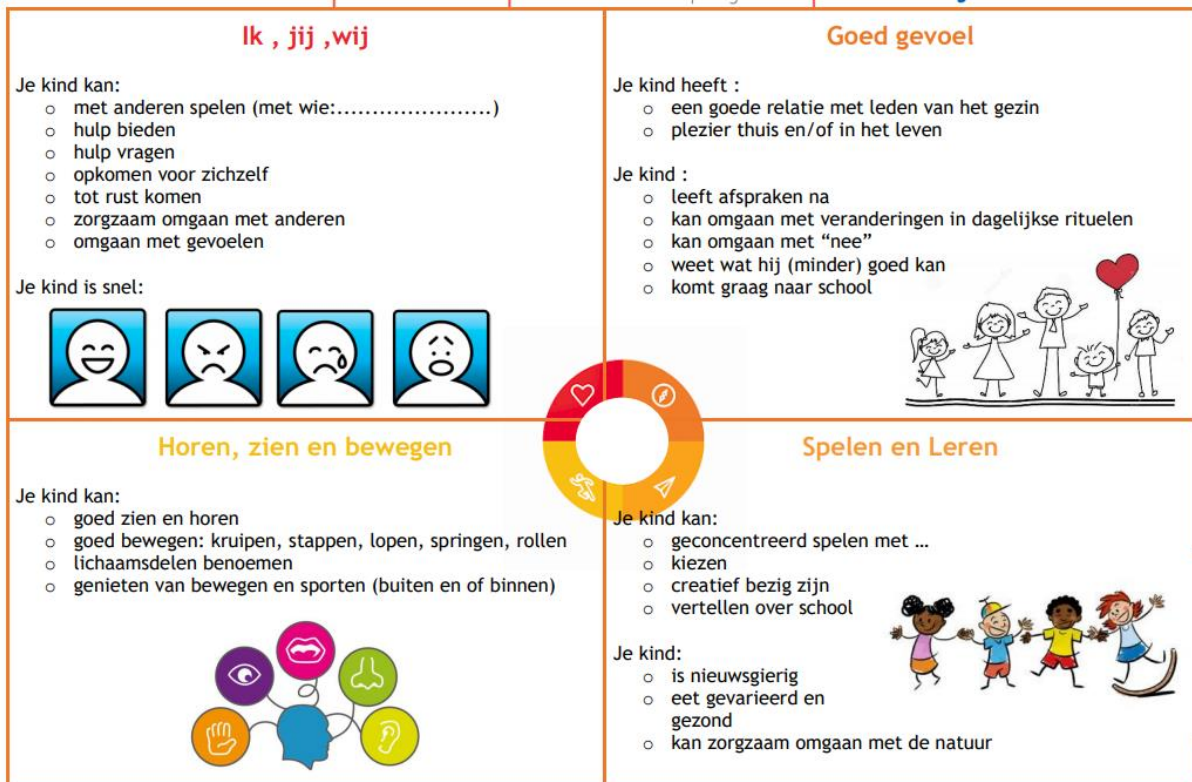 Ik , jij ,wij
Je kind kan:
o met anderen spelen (met wie:.......................)
o hulp bieden
o hulp vragen
o opkomen voor zichzelf
o tot rust komen
o zorgzaam omgaan met anderen
o omgaan met gevoelen
Je kind is snel:
Goed gevoel
Je kind heeft :
o een goede relatie met leden van het gezin
o plezier thuis en/of in het leven
Je kind :
o leeft afspraken na
o kan omgaan met veranderingen in dagelijkse rituelen
o kan omgaan met “nee”
o weet wat hij (minder) goed kan
o komt graag naar school
Horen, zien en bewegen
Je kind kan:
o goed zien en horen
o goed bewegen: kruipen, stappen, lopen, springen, rollen
o lichaamsdelen benoemen
o genieten van bewegen en sporten (buiten en of binnen)
Spelen en Leren
Je kind kan:
o geconcentreerd spelen met …
o kiezen
o creatief bezig zijn
o vertellen over school
Je kind:
o is nieuwsgierig
o eet gevarieerd en
gezond
o kan zorgzaam omgaan met de natuur